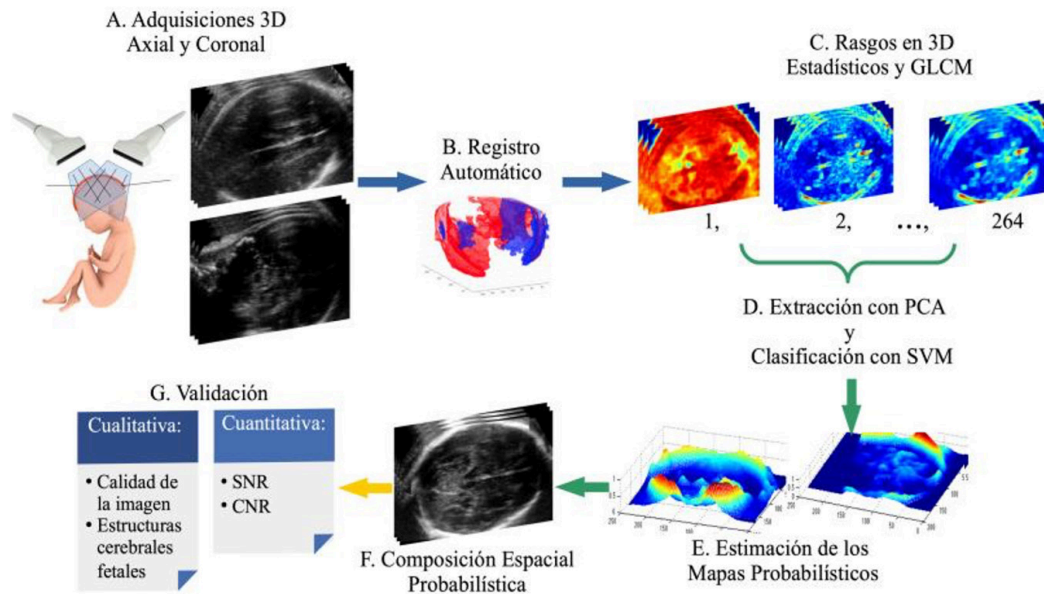 A. Adquisiciones 3D
Axial y Coronal
B. Registro
Automático
C. Rasgos en 3D
Estadísticos y GLCM
1, 2, ..., 264
D. Extracción con PCA
y
Clasificación con SVM
E. Estimación de los
Mapas Probabilísticos
F. Composición Espacial
Probabilística
G. Validación
Cualitativa:
• Calidad de
la imagen
• Estructuras
cerebrales
fetales
Cuantitativa:
• SNR
• CNR